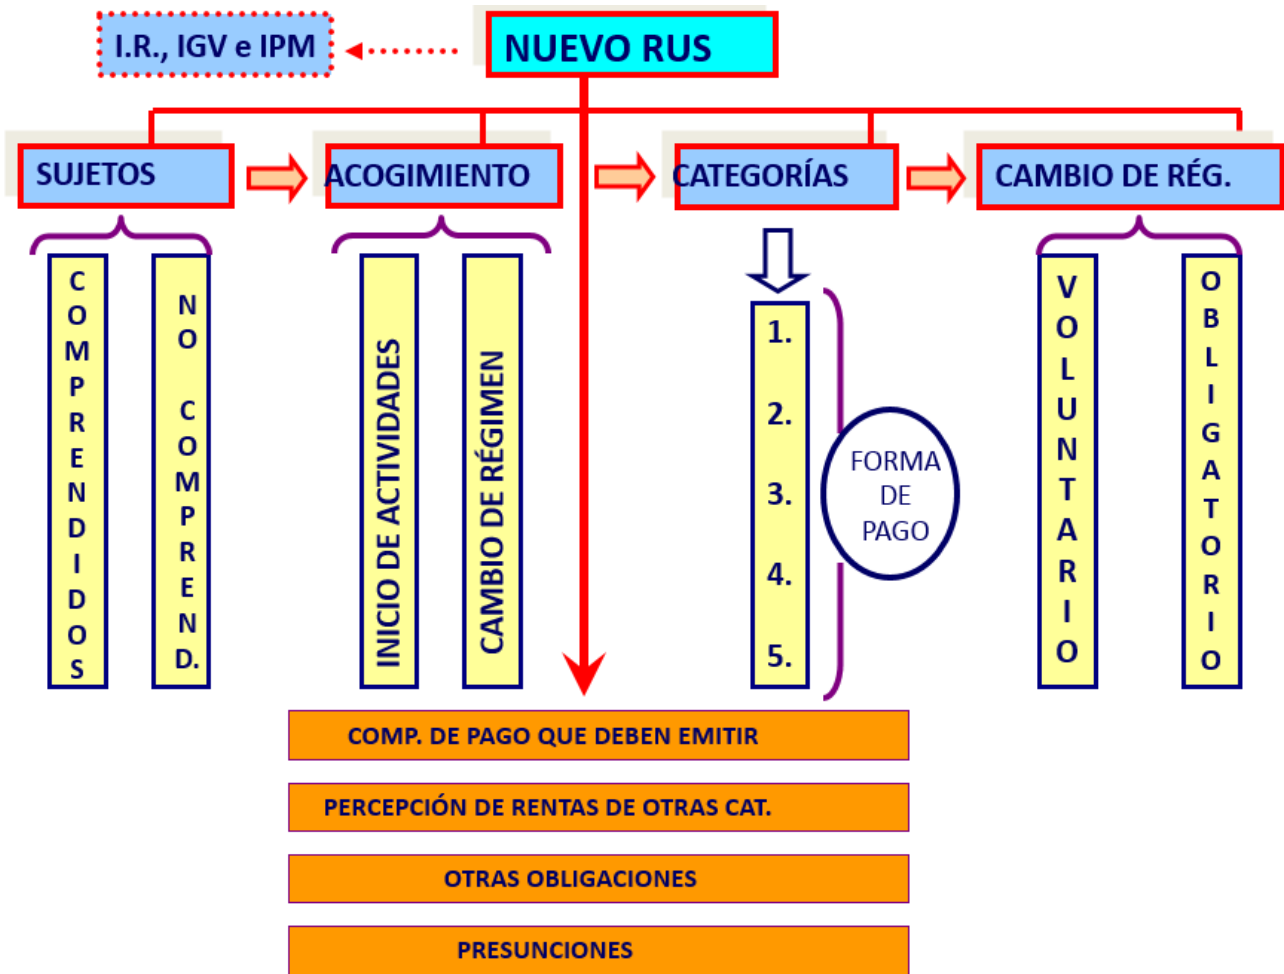 I.R., IGV e IPM
NUEVO RUS
SUJETOS
ACOGIMIENTO
CATEGORÍAS
CAMBIO DE RÉG.
COMPRENDIDOS
NO COMPREND.
INICIO DE ACTIVIDADES
CAMBIO DE RÉGIMEN
1.
2.
3.
4.
5.
FORMA
DE
PAGO
VOLUNTARIO
OBLIGATORIO
COMP. DE PAGO QUE DEBEN EMITIR
PERCEPCIÓN DE RENTAS DE OTRAS CAT.
OTRAS OBLIGACIONES
PRESUNCIONES